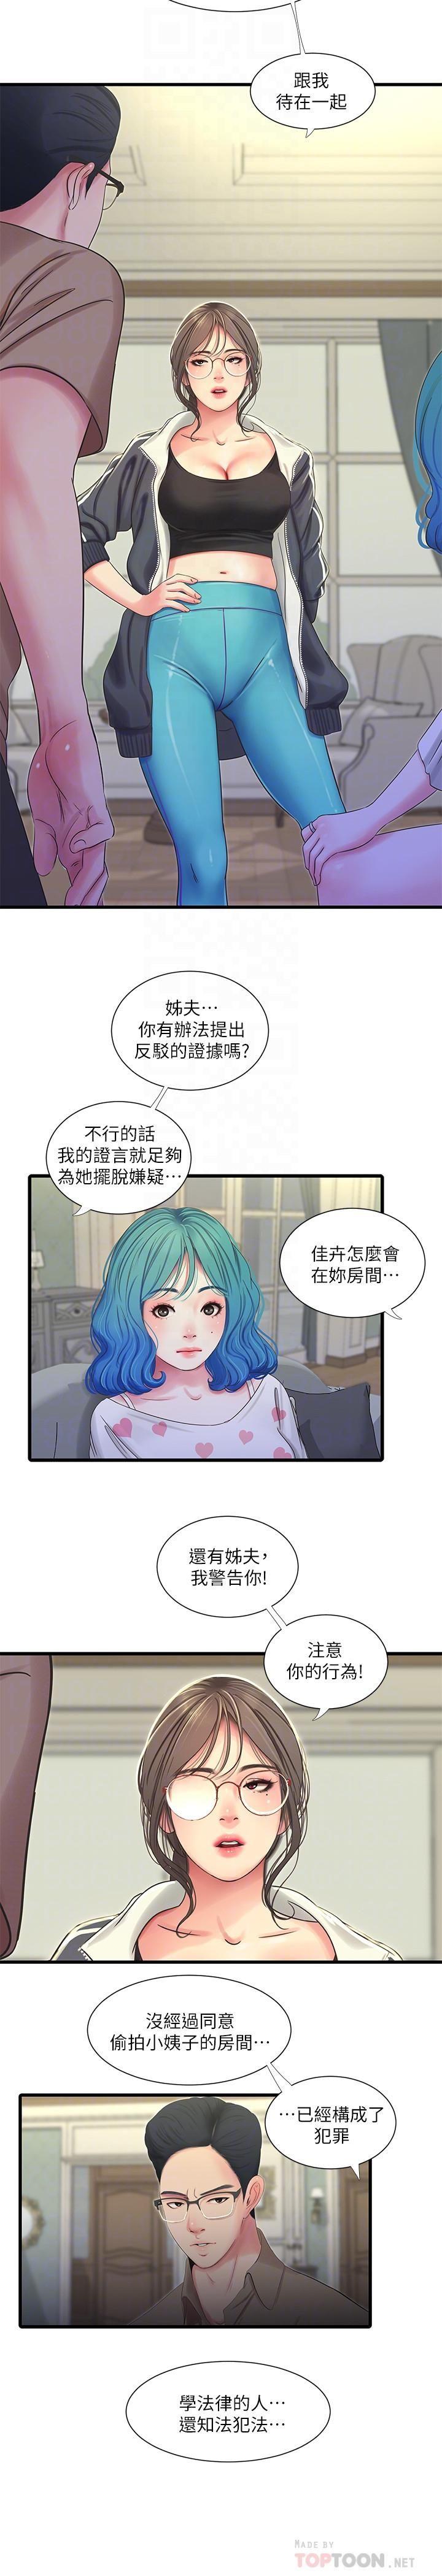 跟我
待在一起
姊夫…
你有辦法提出
反駁的證據嗎?
不行的話
我的證言就足夠
為她擺脫嫌疑…
佳卉怎麼會
在妳房間…
還有姊夫，
我警告你!
注意
你的行為!
沒經過同意
偷拍小姨子的房間…
…已經構成了
犯罪
學法律的人…
還知法犯法…
MADE BY
TOPTOON.NET